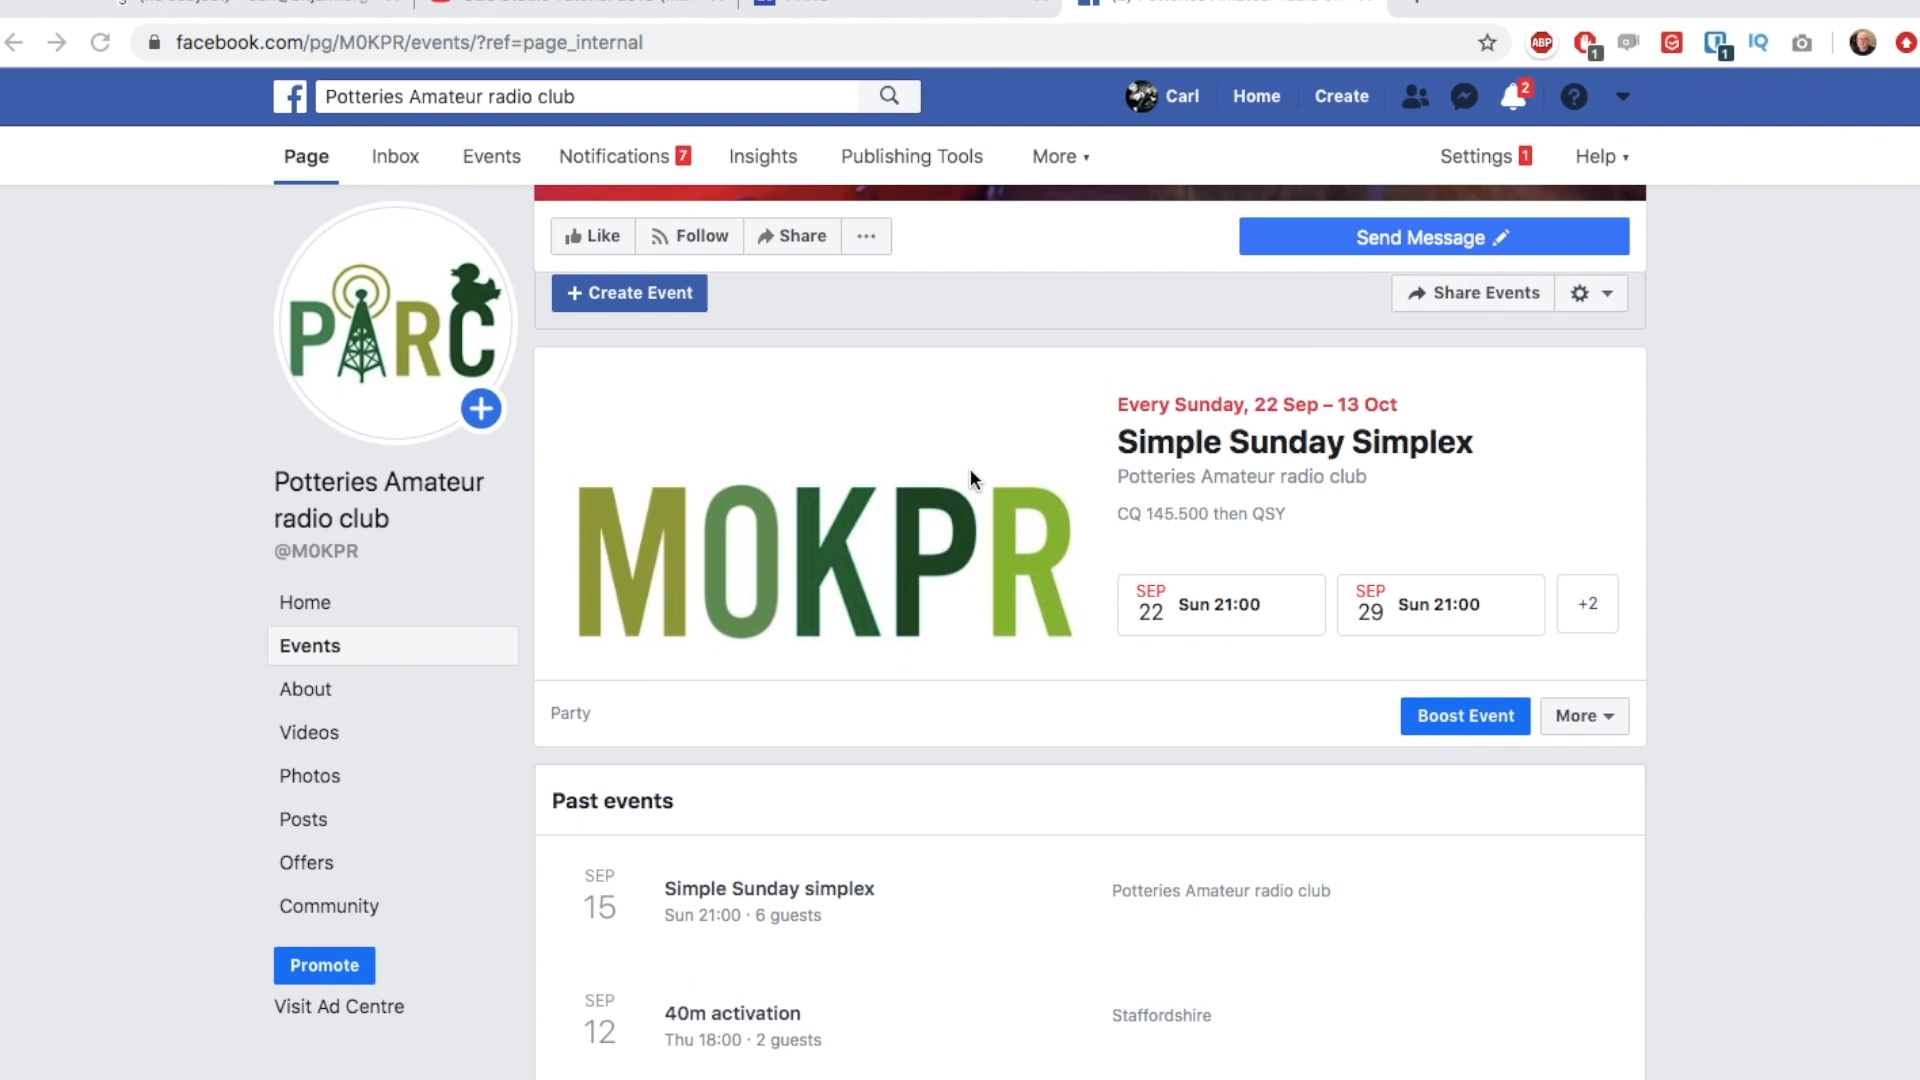 facebook.com/pg/M0KPR/events/?ref=page_internal
ABP
1
IQ
1
Potteries Amateur radio club
Carl
Home
Create
2
Page
Inbox
Events
Notifications 7
Insights
Publishing Tools
More
Settings 1
Help
Like
Follow
Share
Send Message
+ Create Event
Share Events
PARC
Potteries Amateur
radio club
@M0KPR
Home
Events
About
Videos
Photos
Posts
Offers
Community
Promote
Visit Ad Centre
M0KPR
Every Sunday, 22 Sep – 13 Oct
Simple Sunday Simplex
Potteries Amateur radio club
CQ 145.500 then QSY
SEP
22 Sun 21:00
SEP
29 Sun 21:00
+2
Party
Boost Event
More
Past events
SEP
15
Simple Sunday simplex
Sun 21:00 · 6 guests
Potteries Amateur radio club
SEP
12
40m activation
Thu 18:00 · 2 guests
Staffordshire